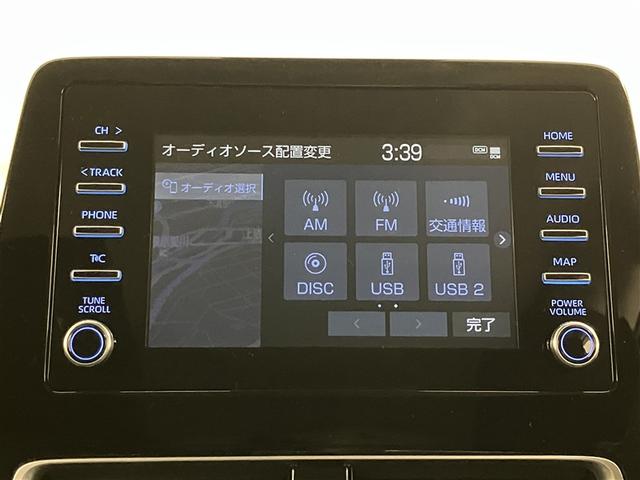 CH >
< TRACK
PHONE
T℃
TUNE
SCROLL
オーディオソース配置変更
3:39
DCM
DCM
オーディオ選択
AM
FM
交通情報
DISC
USB
USB 2
完了
HOME
MENU
AUDIO
MAP
POWER
VOLUME